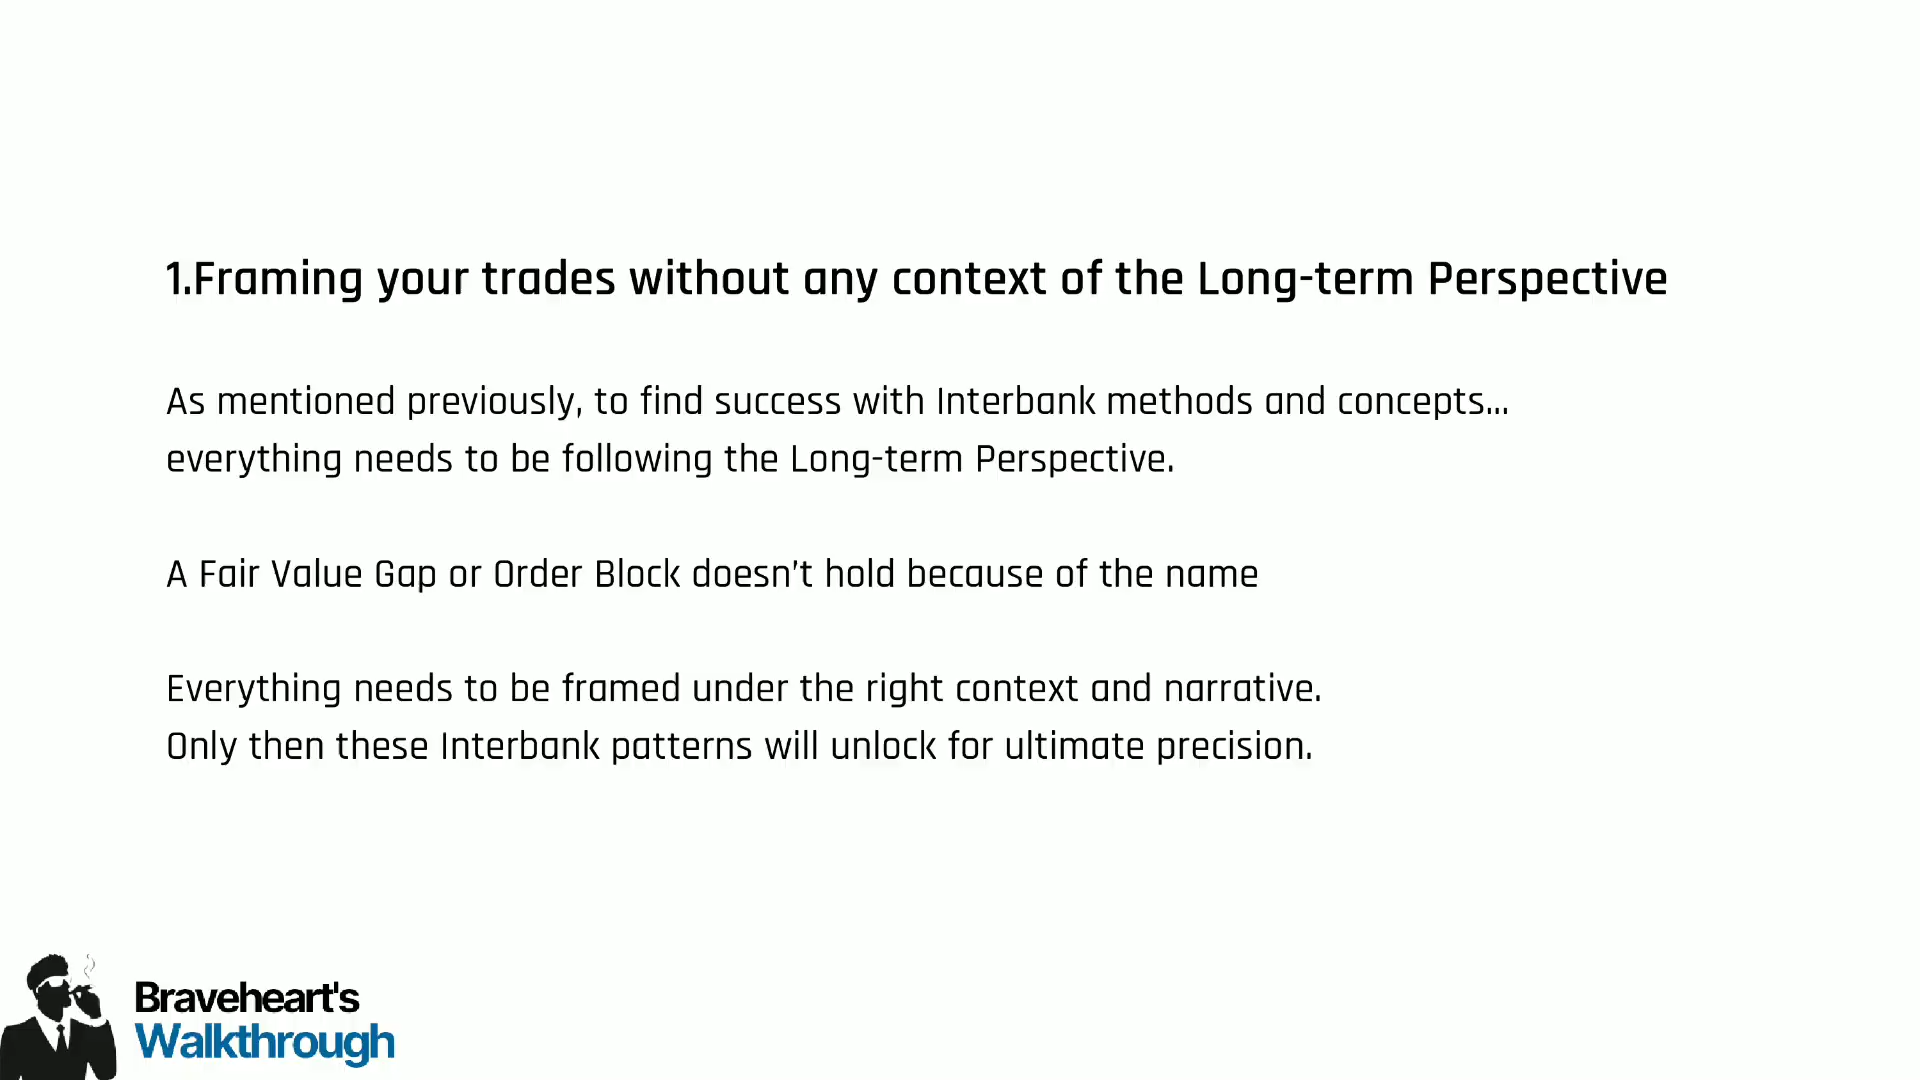 1.Framing your trades without any context of the Long-term Perspective
As mentioned previously, to find success with Interbank methods and concepts...
everything needs to be following the Long-term Perspective.
A Fair Value Gap or Order Block doesn’t hold because of the name
Everything needs to be framed under the right context and narrative.
Only then these Interbank patterns will unlock for ultimate precision.
Braveheart's
Walkthrough